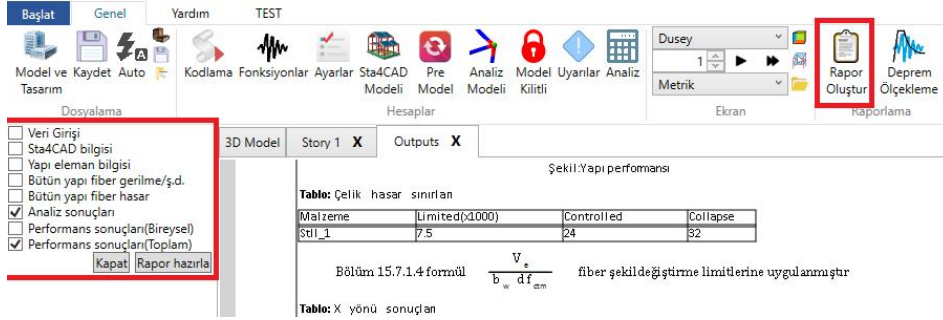 Başlat Genel Yardım TEST
Model ve Tasarım Kaydet Auto Kodlama Fonksiyonlar Ayarlar Sta4CAD Modeli Pre Model Analiz Modeli Model Kilitli Uyarılar Analiz
Dusey
1
Metrik
Rapor Oluştur Deprem Ölçekleme
Dosyalama Hesaplar Ekran Raporlama
Veri Girişi
Sta4CAD bilgisi
Yapı eleman bilgisi
Bütün yapı fiber gerilme/ş.d.
Bütün yapı fiber hasar
Analiz sonuçları
Performans sonuçları(Bireysel)
Performans sonuçları(Toplam)
Kapat Rapor hazırla
3D Model Story 1 X Outputs X
Şekil:Yapı performansı
Tablo: Çelik hasar sınırları
Malzeme Limited(x1000) Controlled Collapse
Stll_1 7.5 24 32
Bölüm 15.7.1.4 formül V_e / b_w d f_ctm fiber şekildeğiştirme limitlerine uygulanmıştır
Tablo: X yönü sonuçları